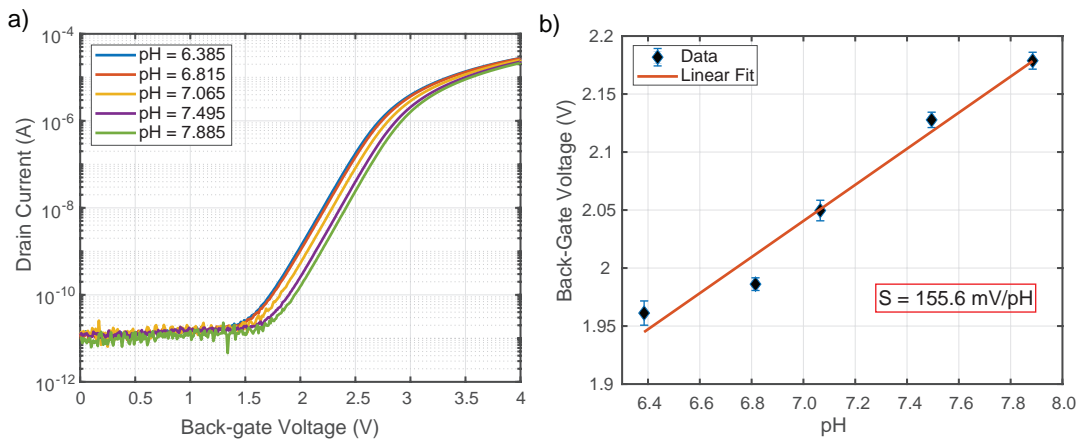 a)
10^-4
10^-6
10^-8
10^-10
10^-12
Drain Current (A)
pH = 6.385
pH = 6.815
pH = 7.065
pH = 7.495
pH = 7.885
0 0.5 1 1.5 2 2.5 3 3.5 4
Back-gate Voltage (V)
b)
2.2
2.15
2.1
2.05
2
1.95
1.9
Back-Gate Voltage (V)
Data
Linear Fit
S = 155.6 mV/pH
6.4 6.6 6.8 7.0 7.2 7.4 7.6 7.8 8.0
pH